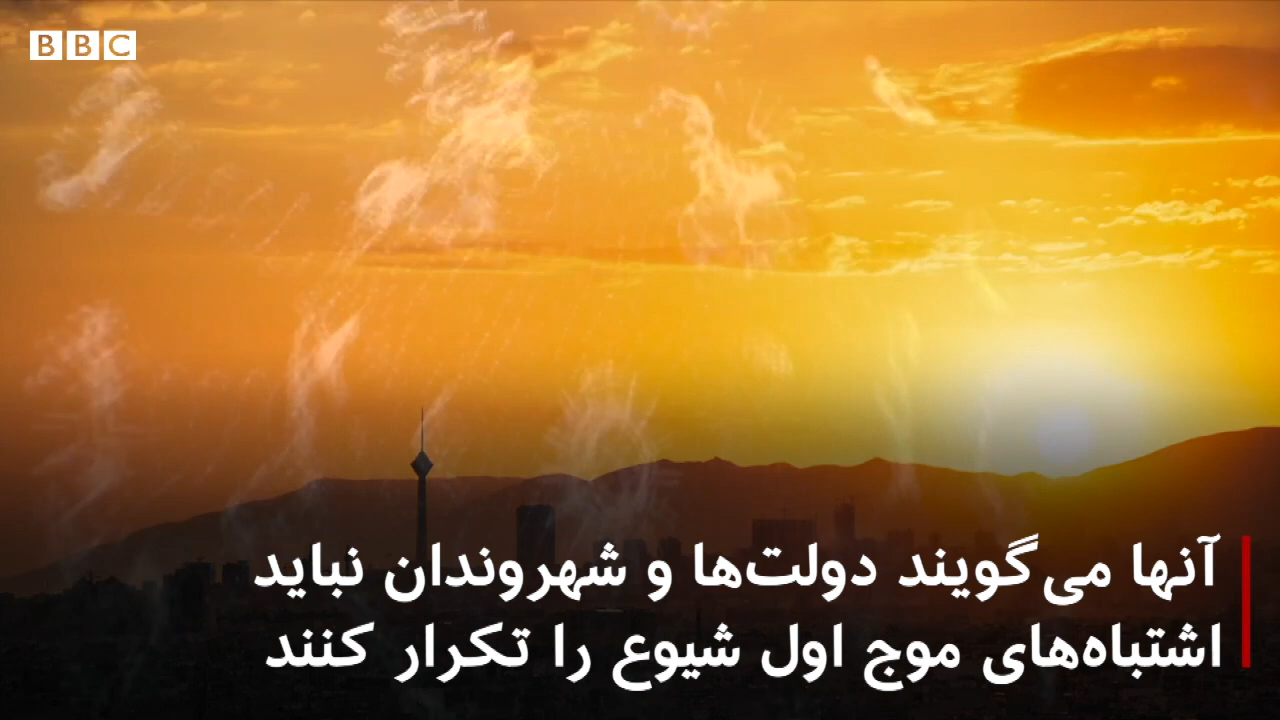 BBC
آنها می‌گویند دولت‌ها و شهروندان نباید
اشتباه‌های موج اول شیوع را تکرار کنند